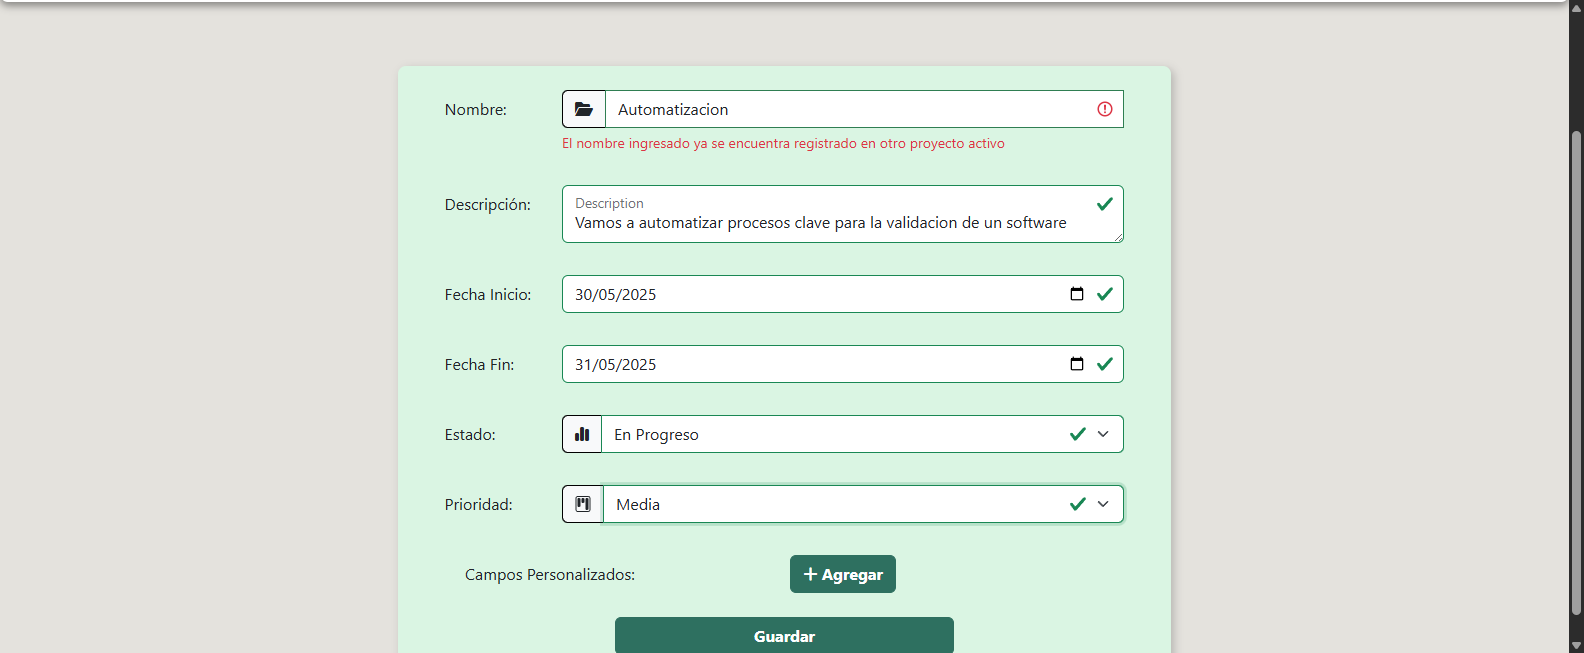 Nombre: Automatizacion
El nombre ingresado ya se encuentra registrado en otro proyecto activo
Descripción: Description
Vamos a automatizar procesos clave para la validacion de un software
Fecha Inicio: 30/05/2025
Fecha Fin: 31/05/2025
Estado: En Progreso
Prioridad: Media
Campos Personalizados: + Agregar
Guardar